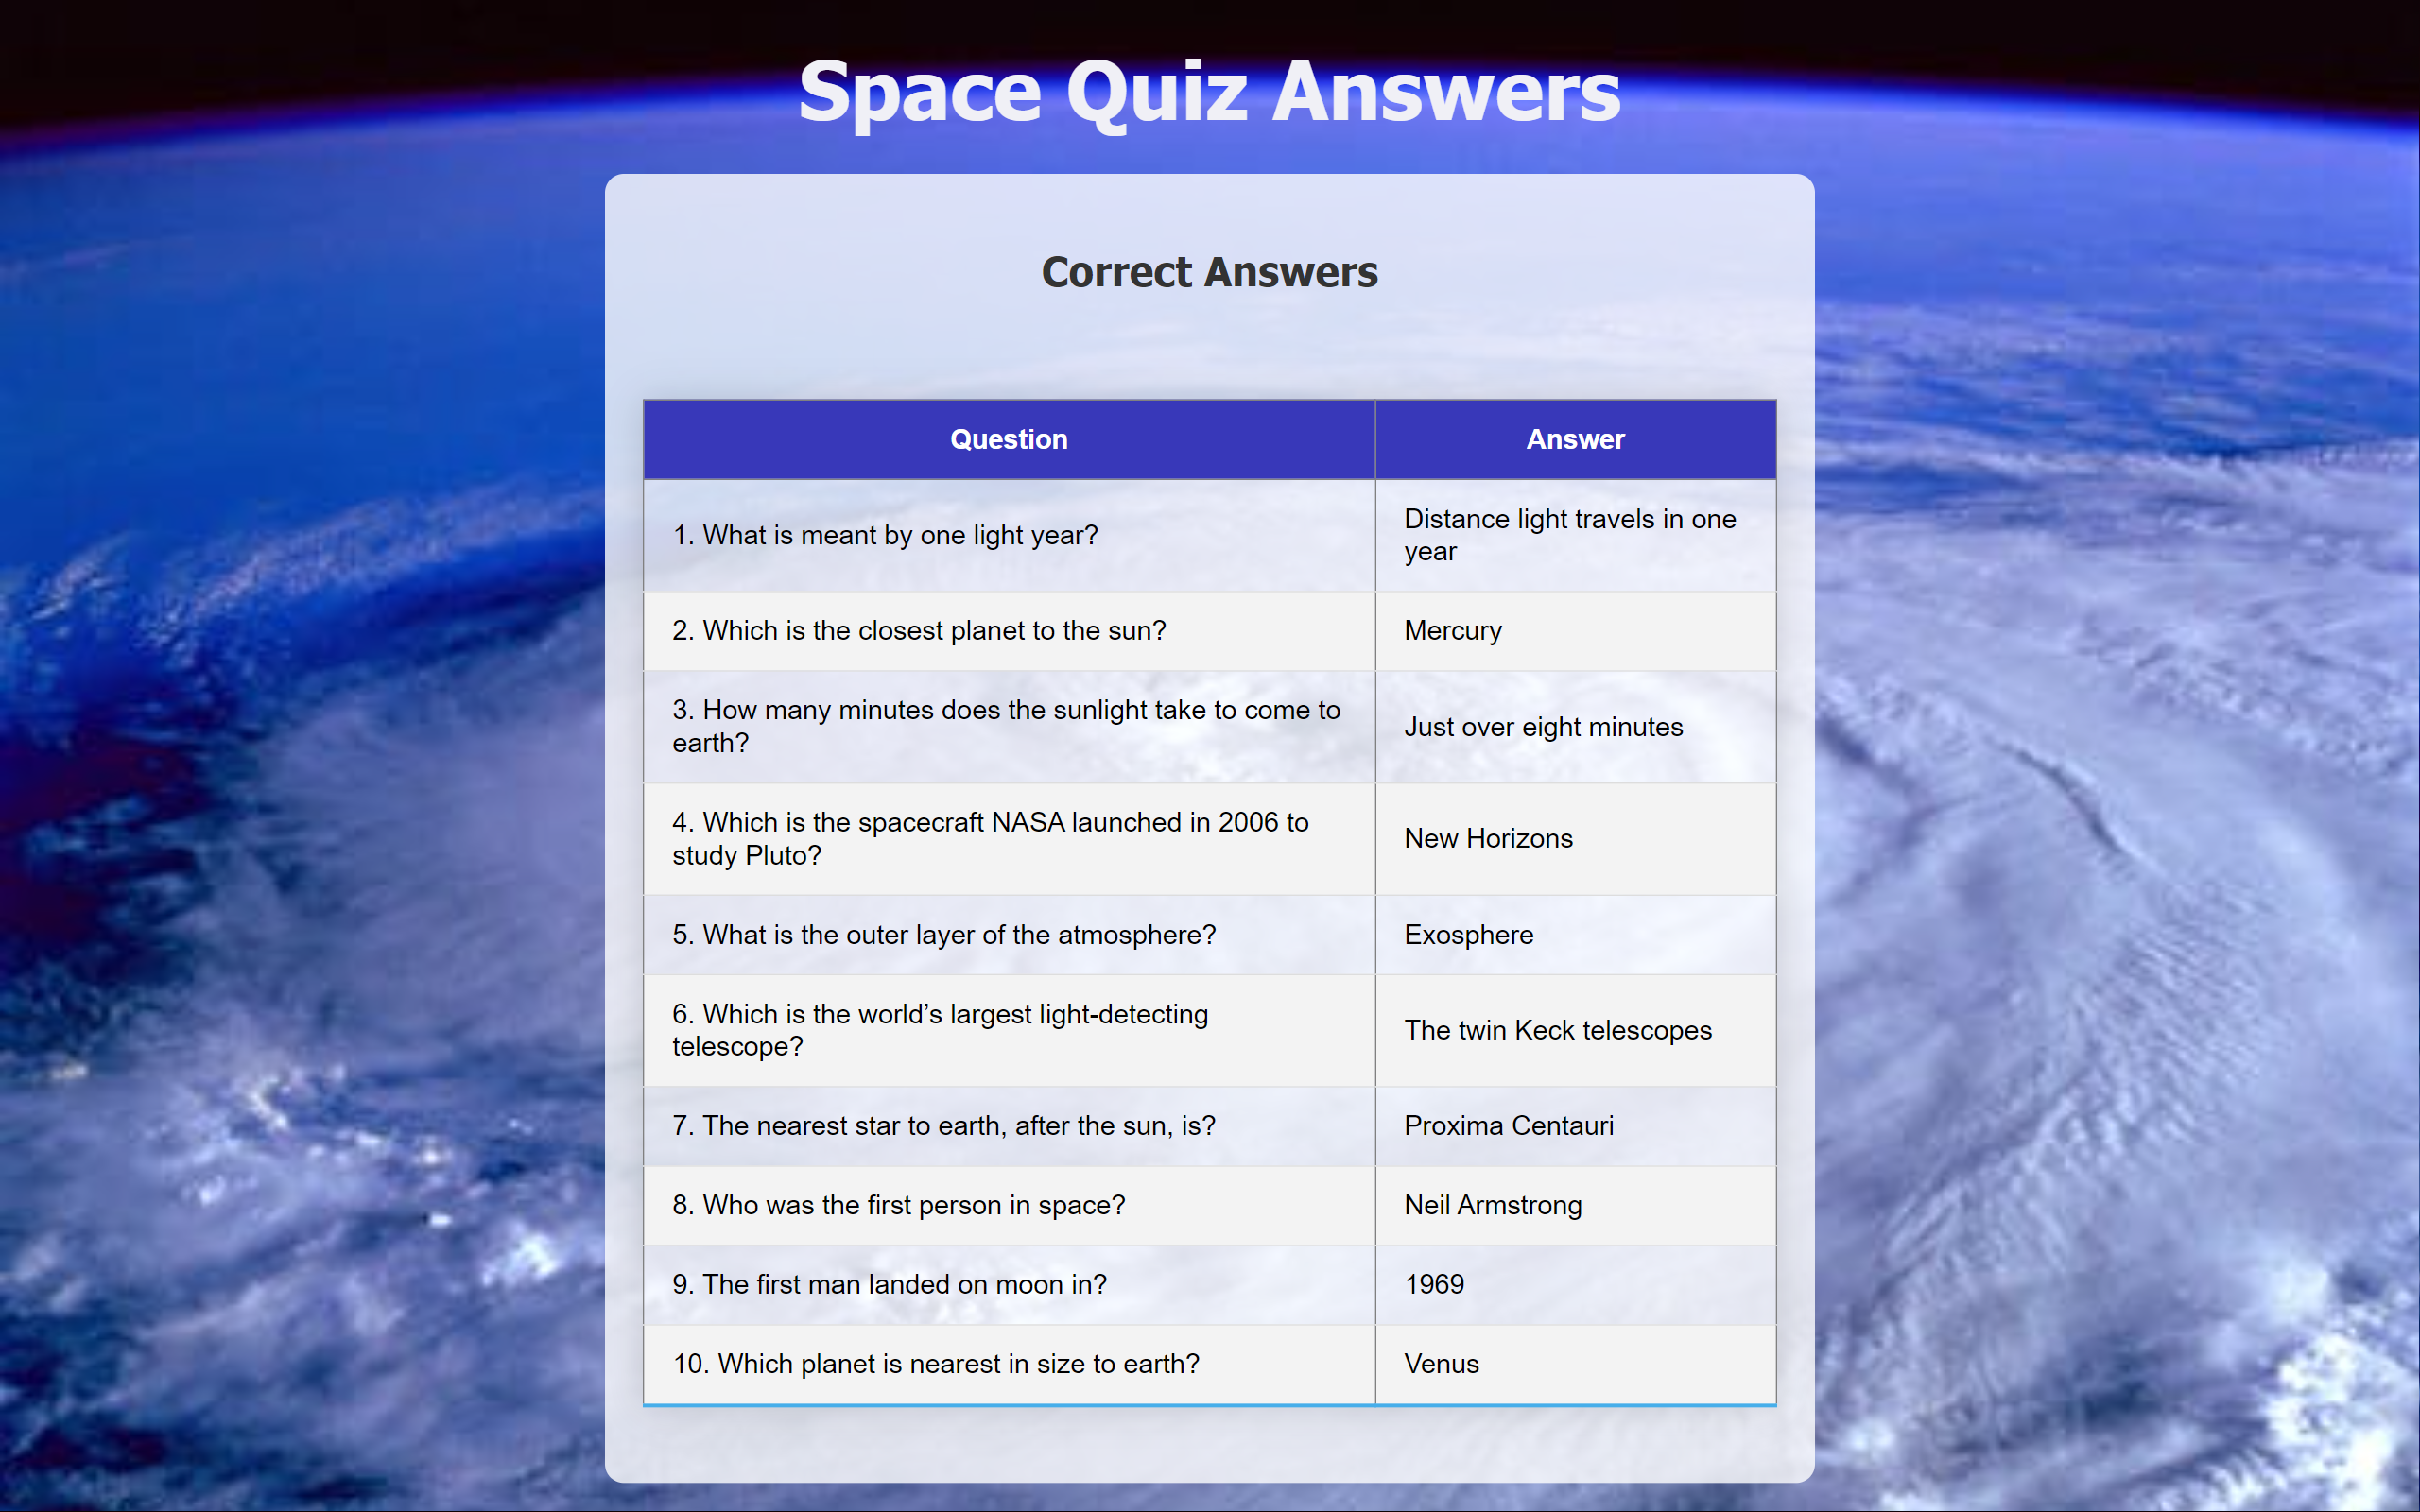 Space Quiz Answers
Correct Answers
Question Answer
1. What is meant by one light year? Distance light travels in one
year
2. Which is the closest planet to the sun? Mercury
3. How many minutes does the sunlight take to come to
earth? Just over eight minutes
4. Which is the spacecraft NASA launched in 2006 to
study Pluto? New Horizons
5. What is the outer layer of the atmosphere? Exosphere
6. Which is the world’s largest light-detecting
telescope? The twin Keck telescopes
7. The nearest star to earth, after the sun, is? Proxima Centauri
8. Who was the first person in space? Neil Armstrong
9. The first man landed on moon in? 1969
10. Which planet is nearest in size to earth? Venus